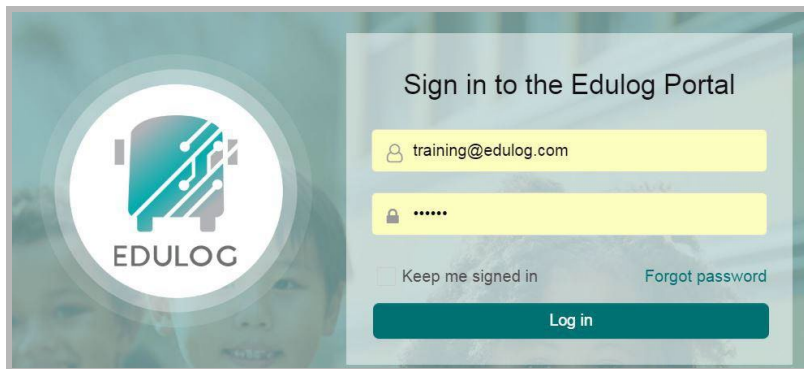 Sign in to the Edulog Portal
training@edulog.com
••••••
Keep me signed in
Forgot password
Log in
EDULOG